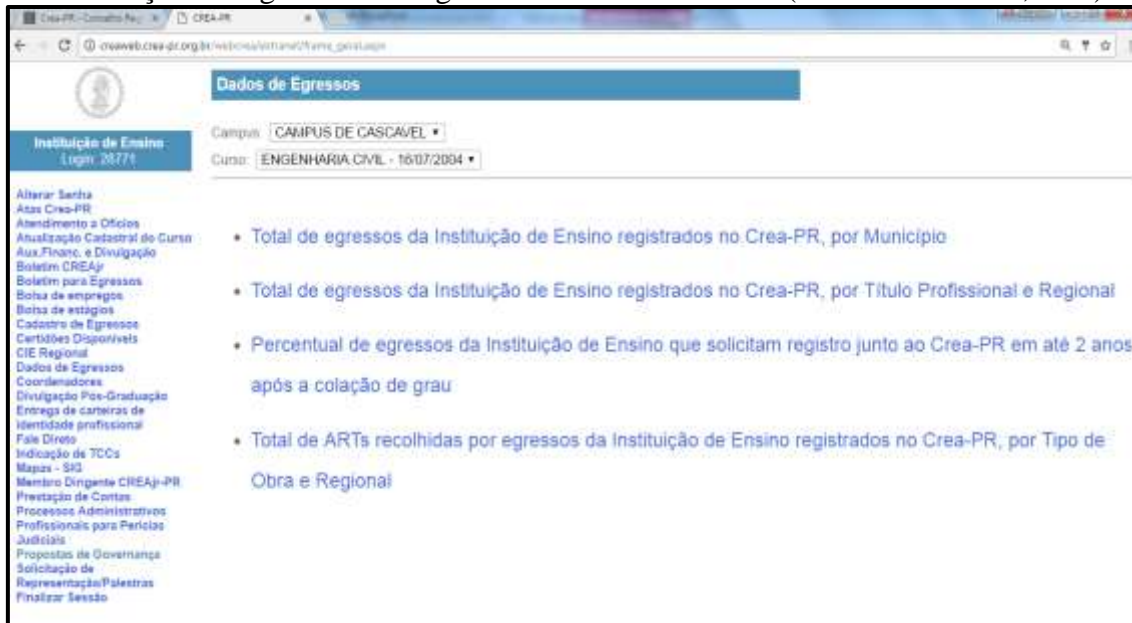 CREA-PR
creaweb.crea-pr.org.br/webcrea/extranet/frame_geral.aspx
Dados de Egressos
Campus: CAMPUS DE CASCAVEL
Curso: ENGENHARIA CIVIL - 16/07/2004
Instituição de Ensino
Login: 28771
Alterar Senha
Atas Crea-PR
Atendimento a Ofícios
Atualização Cadastral do Curso
Aux.Financ. e Divulgação
Boletim CREAjr
Boletim para Egressos
Bolsa de empregos
Bolsa de estágios
Cadastro de Egressos
Certidões Disponíveis
CIE Regional
Dados de Egressos
Coordenadores
Divulgação Pos-Graduação
Entrega de carteiras de
identidade profissional
Fale Direto
Indicação de TCCs
Mapas - SIG
Membro Dirigente CREAjr-PR
Prestação de Contas
Processos Administrativos
Profissionais para Perícias
Judiciais
Propostas de Governança
Solicitação de
Representação/Palestras
Finalizar Sessão
• Total de egressos da Instituição de Ensino registrados no Crea-PR, por Município
• Total de egressos da Instituição de Ensino registrados no Crea-PR, por Título Profissional e Regional
• Percentual de egressos da Instituição de Ensino que solicitam registro junto ao Crea-PR em até 2 anos
após a colação de grau
• Total de ARTs recolhidas por egressos da Instituição de Ensino registrados no Crea-PR, por Tipo de
Obra e Regional